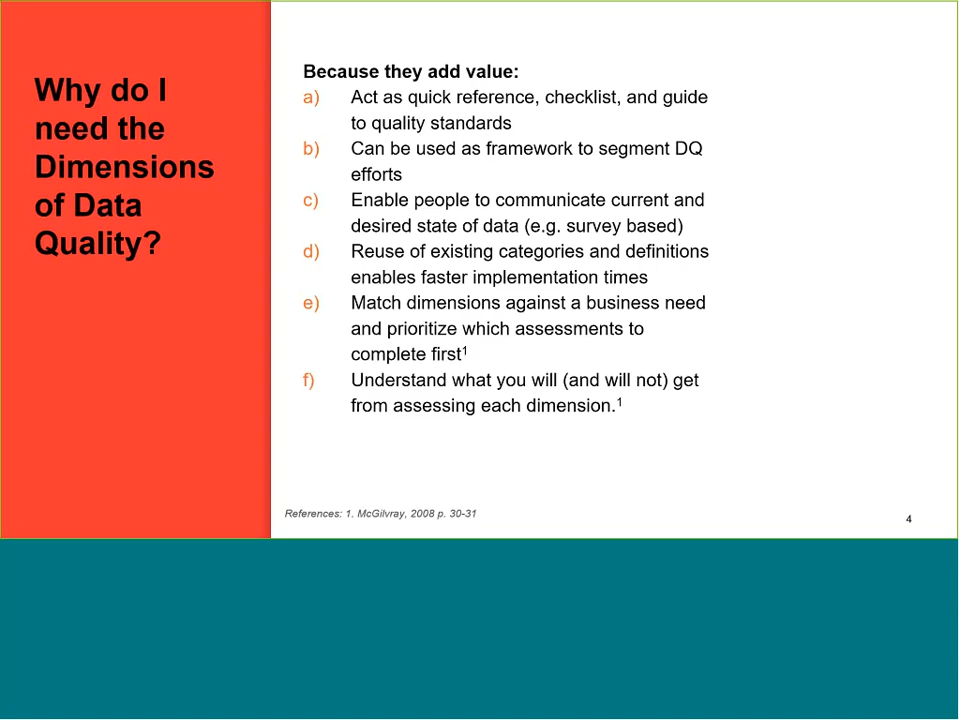 Why do I
need the
Dimensions
of Data
Quality?
Because they add value:
a) Act as quick reference, checklist, and guide
to quality standards
b) Can be used as framework to segment DQ
efforts
c) Enable people to communicate current and
desired state of data (e.g. survey based)
d) Reuse of existing categories and definitions
enables faster implementation times
e) Match dimensions against a business need
and prioritize which assessments to
complete first¹
f) Understand what you will (and will not) get
from assessing each dimension.¹
References: 1. McGilvray, 2008 p. 30-31
4